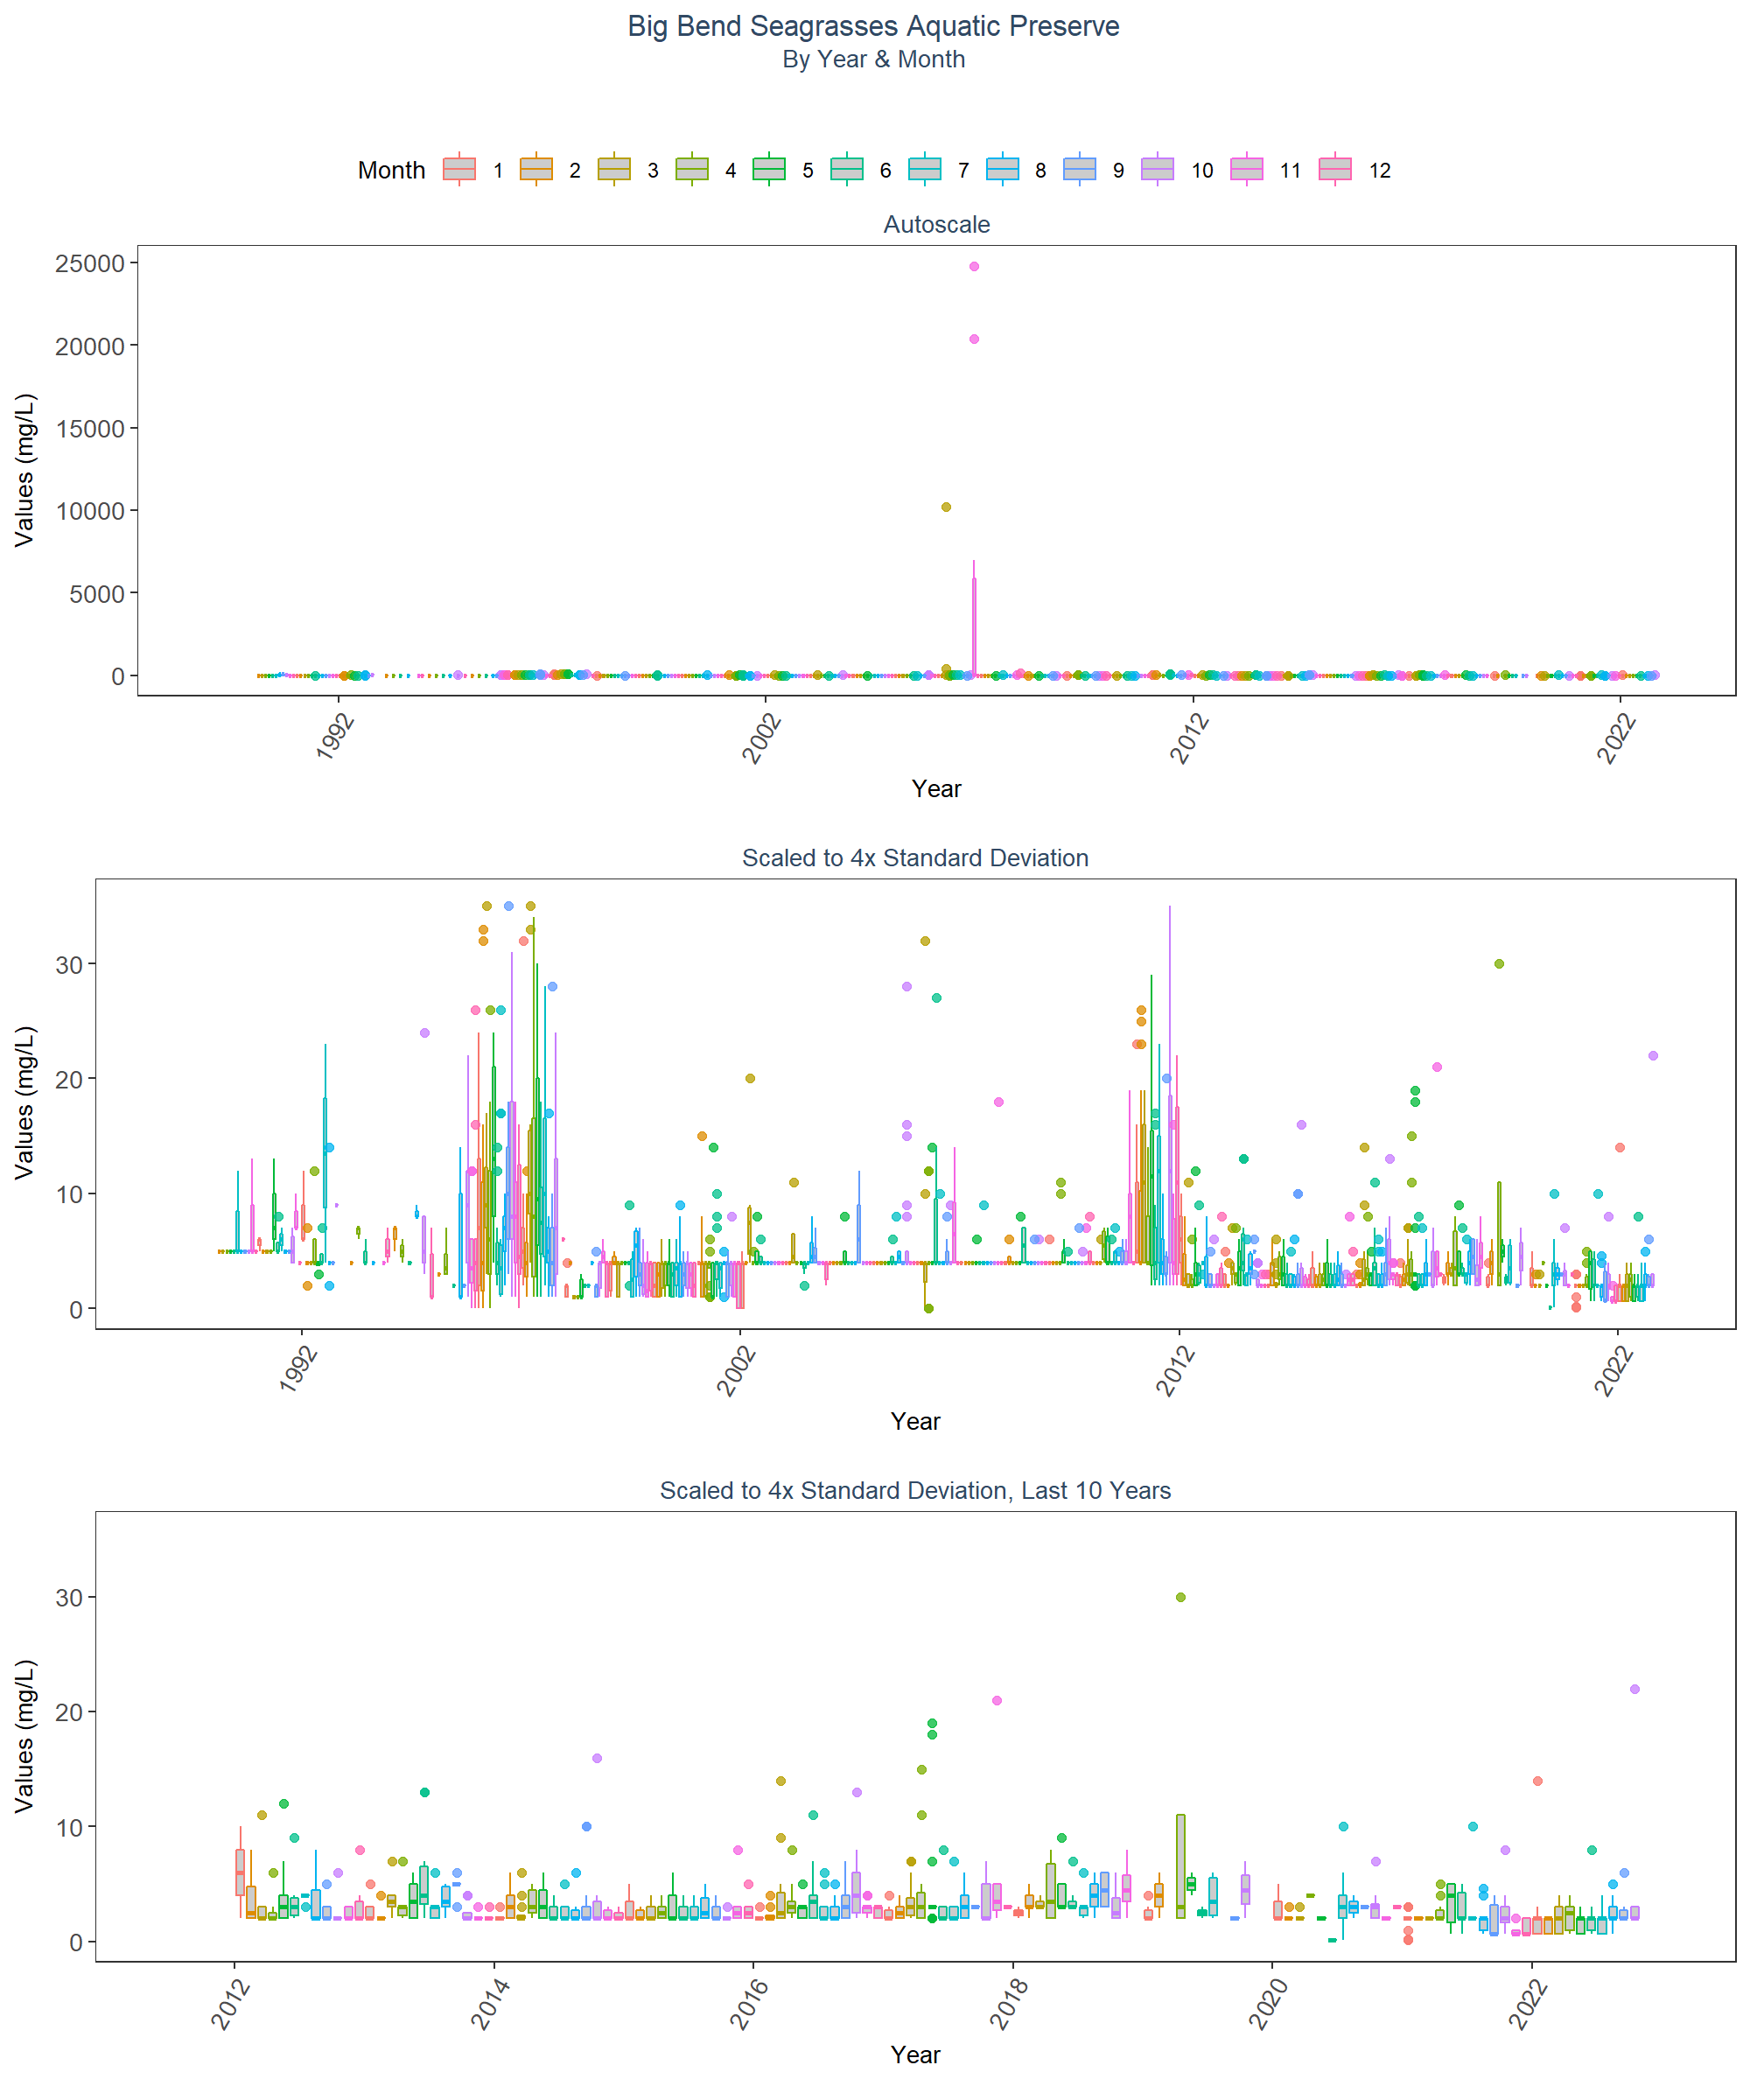 Big Bend Seagrasses Aquatic Preserve
By Year & Month
Month 1 2 3 4 5 6 7 8 9 10 11 12
Autoscale
Values (mg/L)
25000
20000
15000
10000
5000
0
1992 2002 2012 2022
Year
Scaled to 4x Standard Deviation
Values (mg/L)
30
20
10
0
1992 2002 2012 2022
Year
Scaled to 4x Standard Deviation, Last 10 Years
Values (mg/L)
30
20
10
0
2012 2014 2016 2018 2020 2022
Year